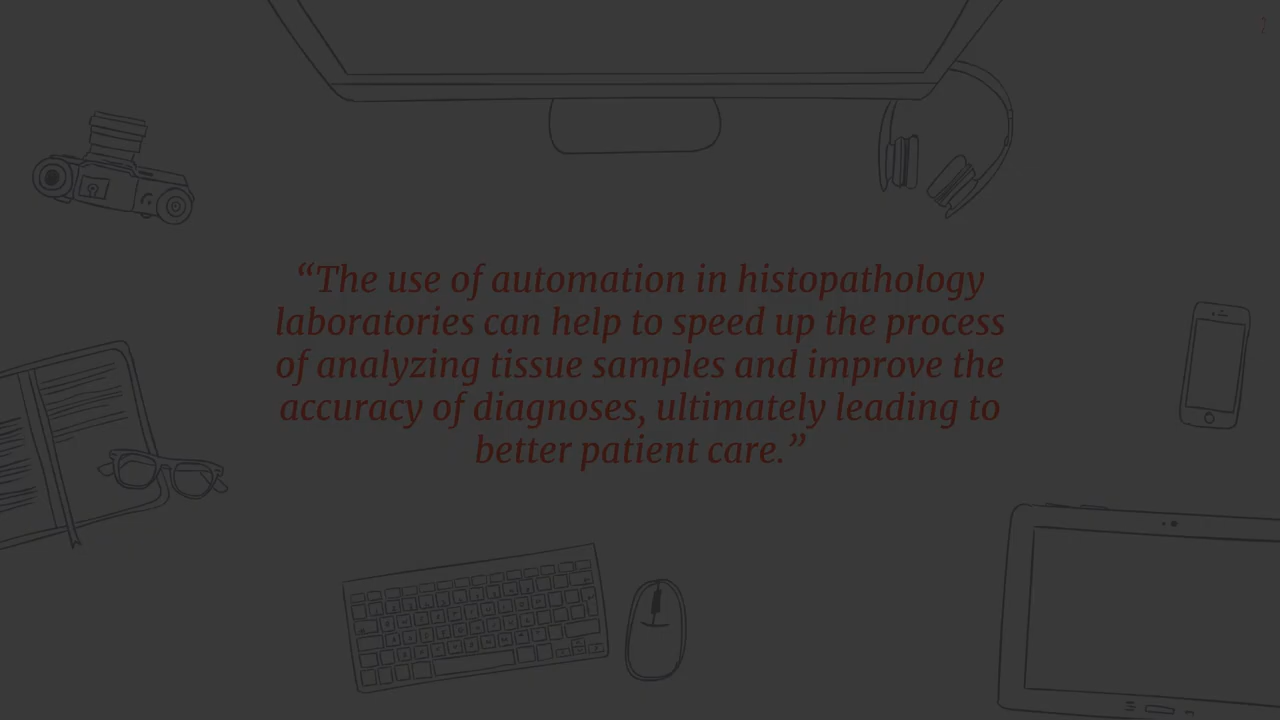 “The use of automation in histopathology
laboratories can help to speed up the process
of analyzing tissue samples and improve the
accuracy of diagnoses, ultimately leading to
better patient care.”